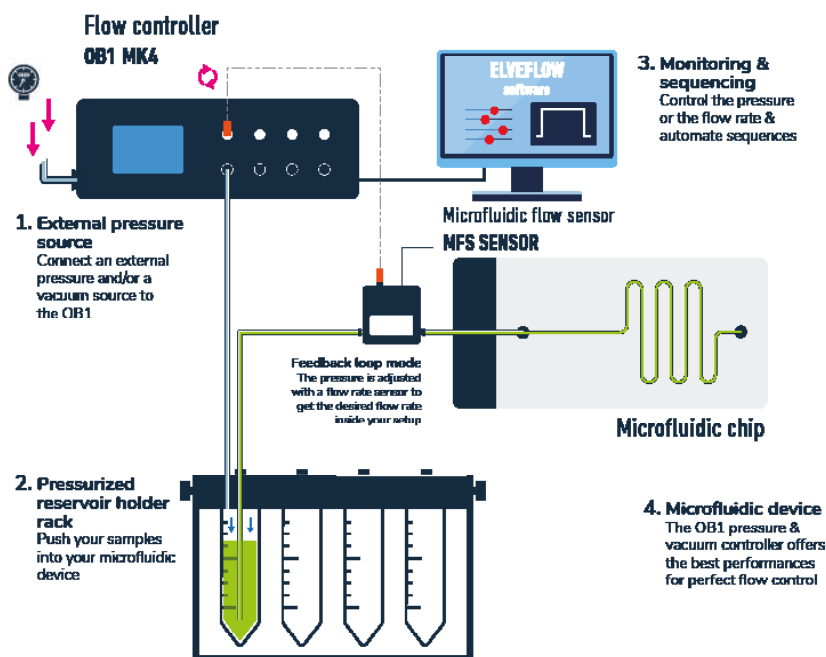 Flow controller
OB1 MK4
ELVEFLOW
software
3. Monitoring &
sequencing
Control the pressure
or the flow rate &
automate sequences
Microfluidic flow sensor
MFS SENSOR
1. External pressure
source
Connect an external
pressure and/or a
vacuum source to
the OB1
Feedback loop mode
The pressure is adjusted
with a flow rate sensor to
get the desired flow rate
inside your setup
Microfluidic chip
2. Pressurized
reservoir holder
rack
Push your samples
into your microfluidic
device
4. Microfluidic device
The OB1 pressure &
vacuum controller offers
the best performances
for perfect flow control